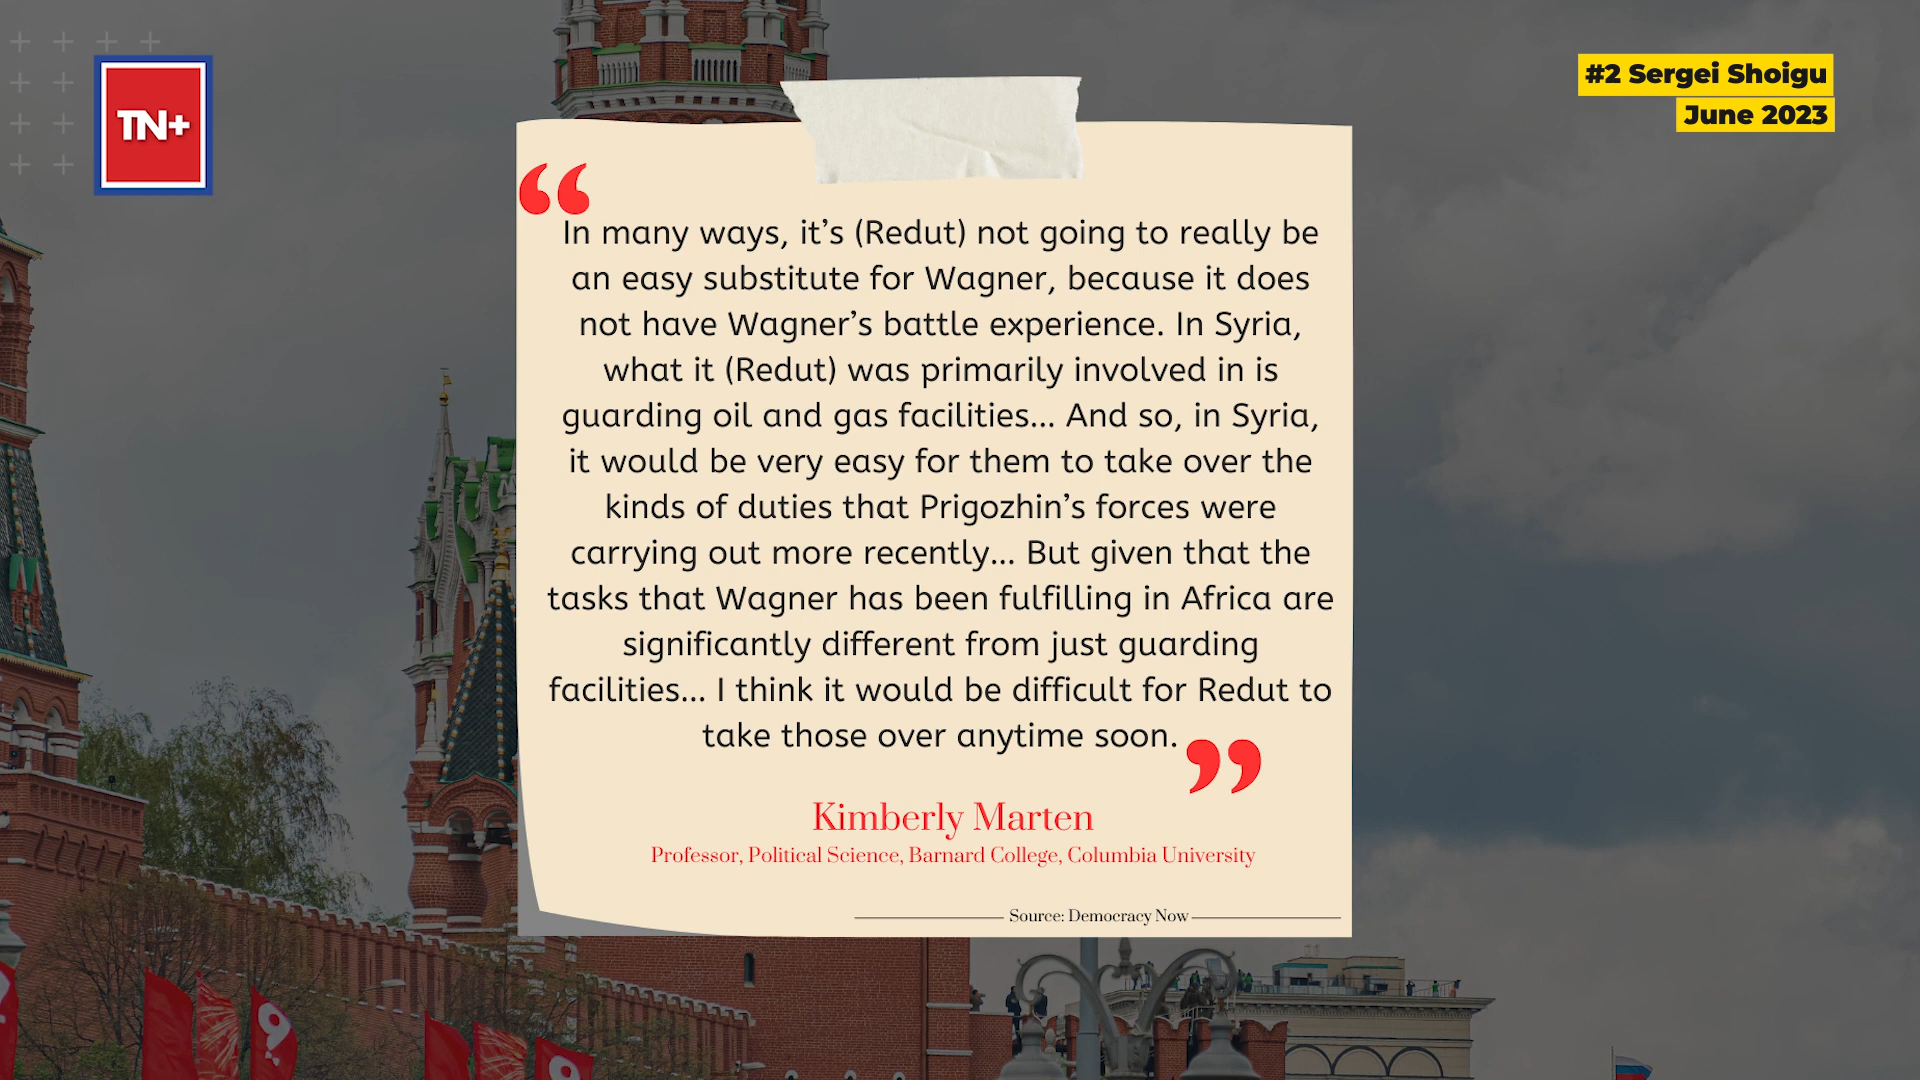 TN+
#2 Sergei Shoigu
June 2023
“
In many ways, it’s (Redut) not going to really be
an easy substitute for Wagner, because it does
not have Wagner’s battle experience. In Syria,
what it (Redut) was primarily involved in is
guarding oil and gas facilities... And so, in Syria,
it would be very easy for them to take over the
kinds of duties that Prigozhin’s forces were
carrying out more recently... But given that the
tasks that Wagner has been fulfilling in Africa are
significantly different from just guarding
facilities... I think it would be difficult for Redut to
take those over anytime soon. ”
Kimberly Marten
Professor, Political Science, Barnard College, Columbia University
Source: Democracy Now
9
9